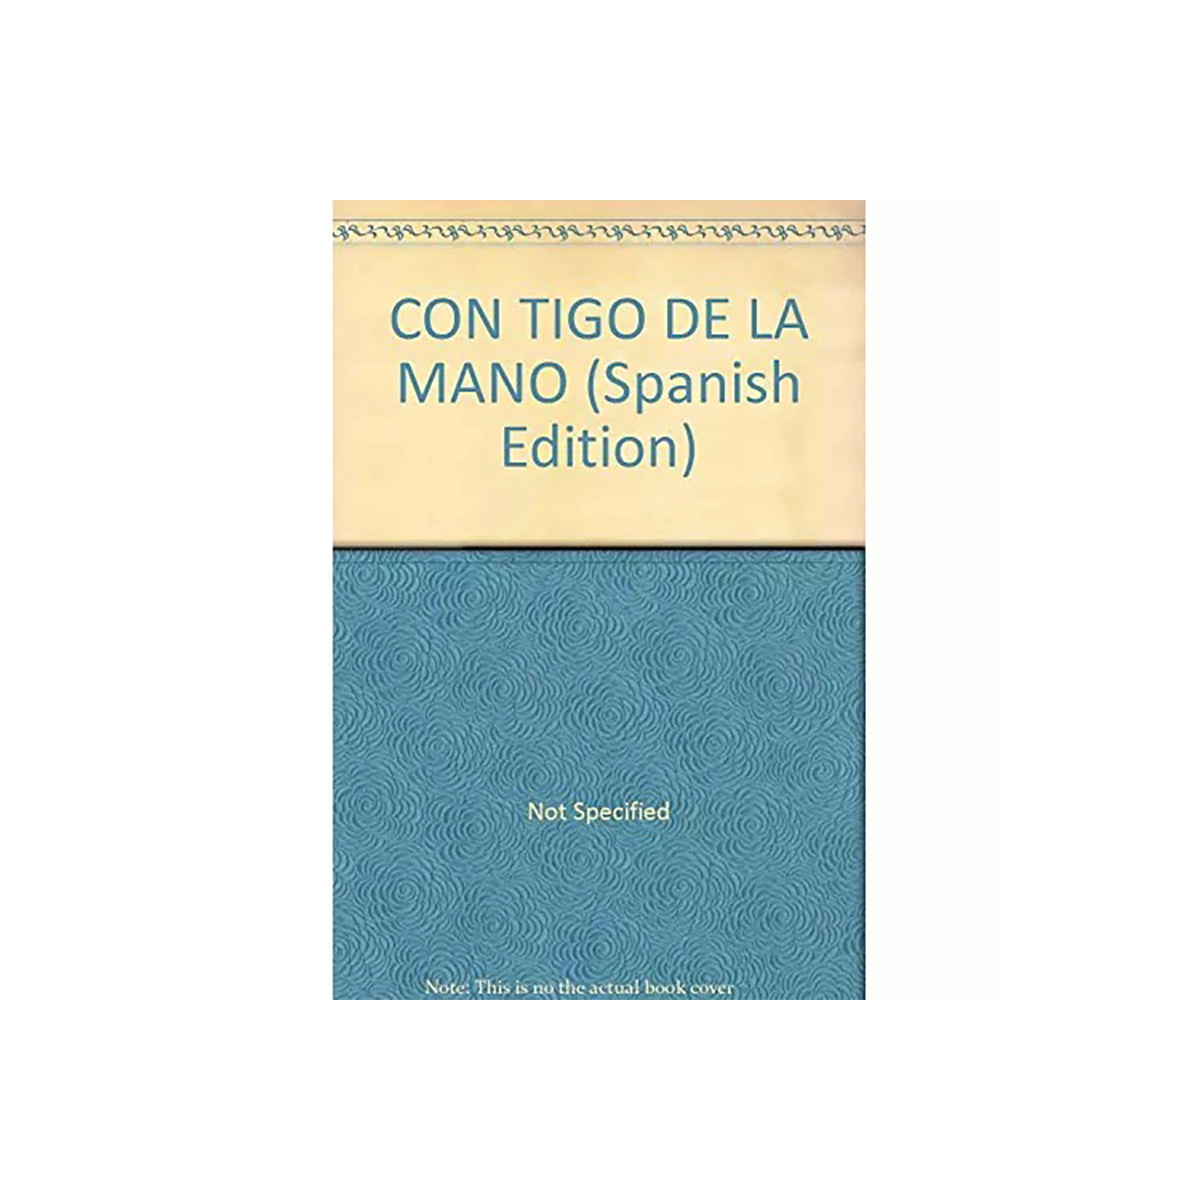 CON TIGO DE LA
MANO (Spanish
Edition)
Not Specified
Note: This is no the actual book cover